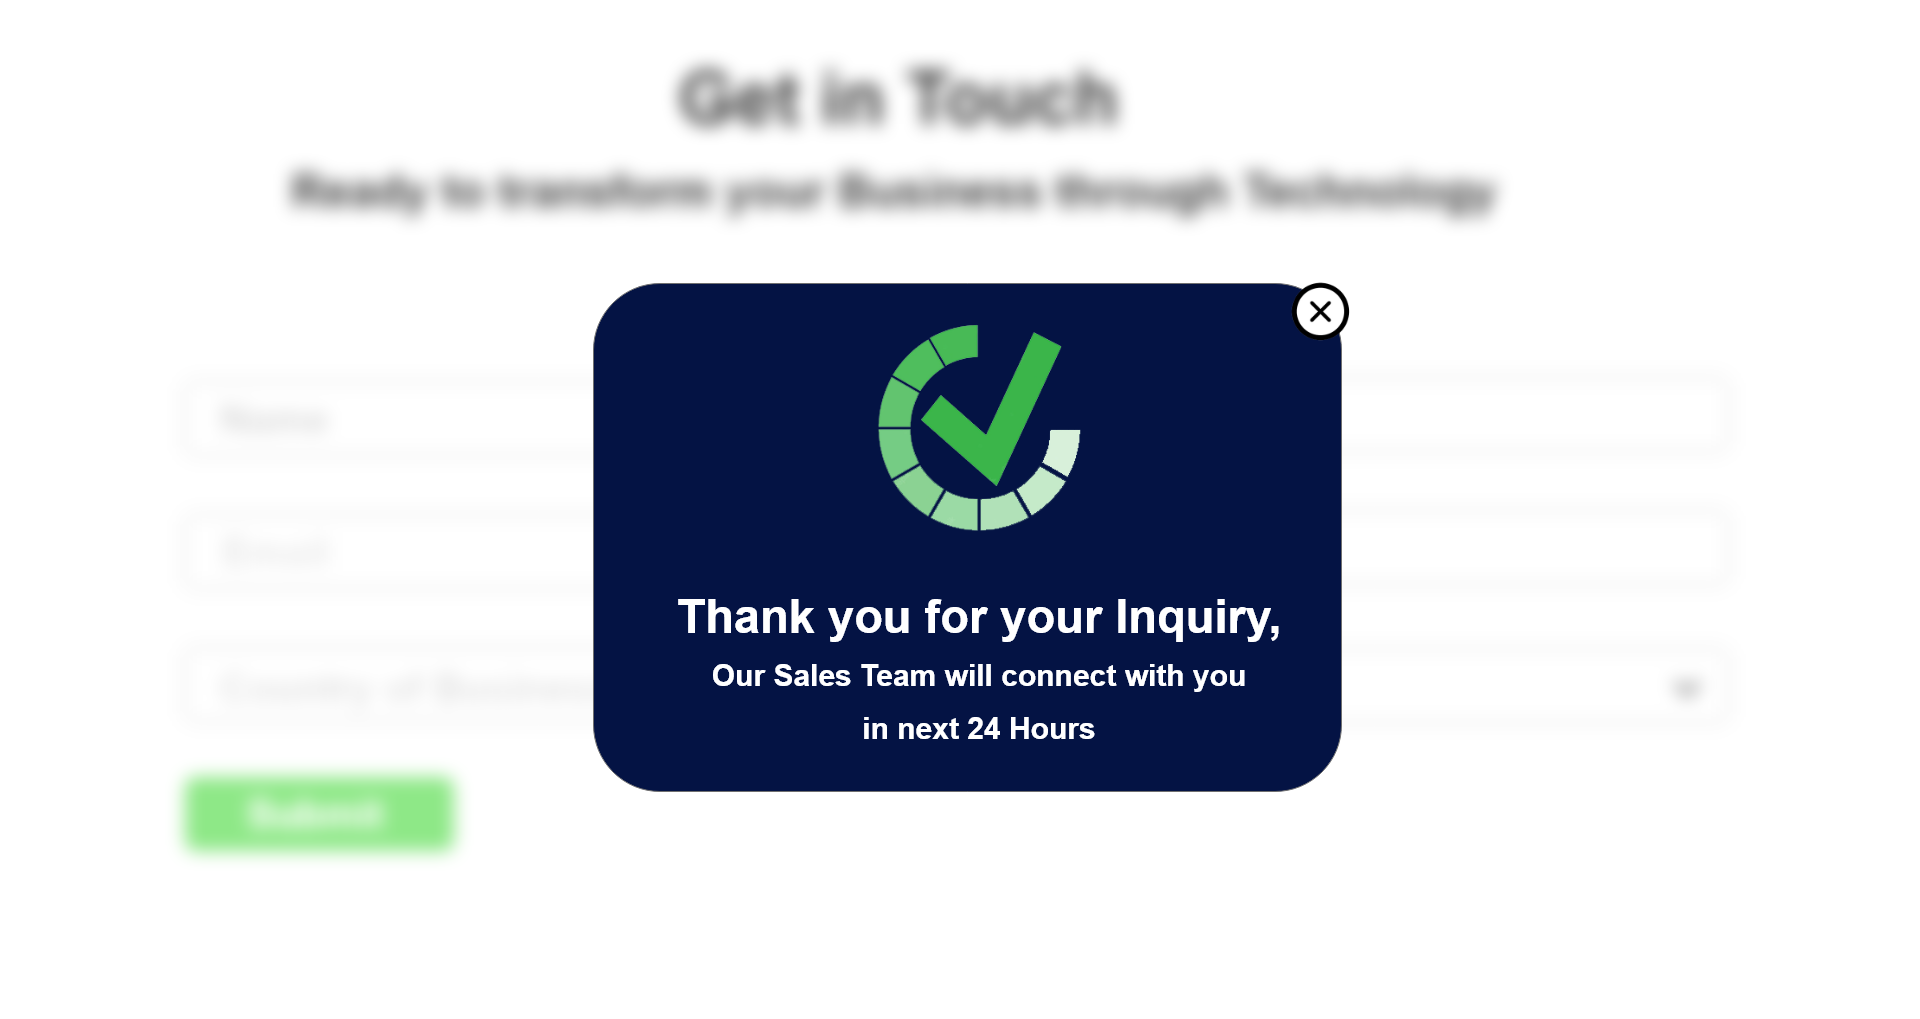 Get in Touch
Ready to transform your Business through Technology
Name
Email
Country of Business
Submit
Thank you for your Inquiry,
Our Sales Team will connect with you
in next 24 Hours